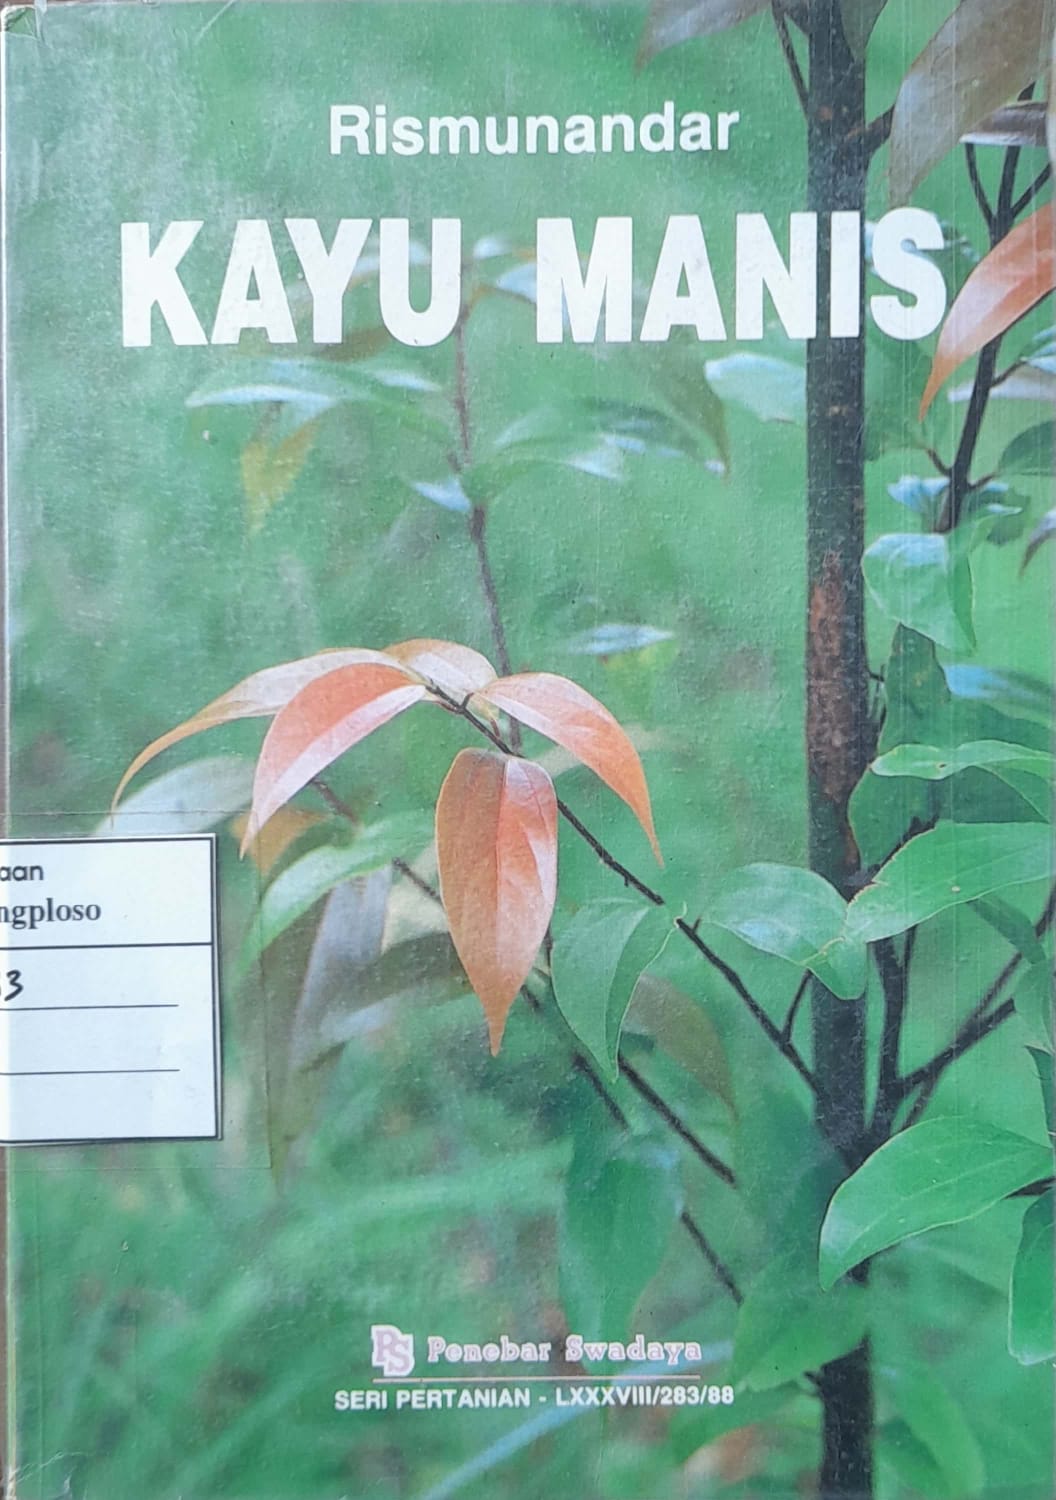 Rismunandar
KAYU MANIS
aan
ngploso
3
PS Penebar Swadaya
SERI PERTANIAN - LXXXVIII/283/88